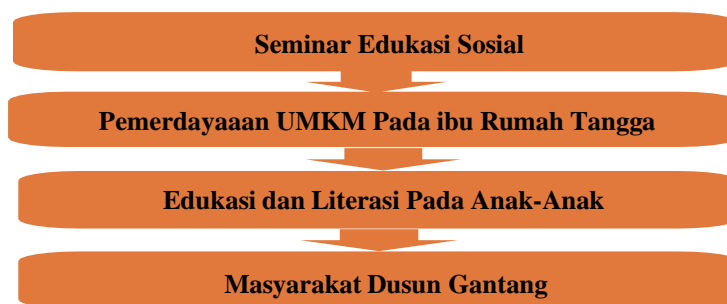 Seminar Edukasi Sosial
Pemerdayaaan UMKM Pada ibu Rumah Tangga
Edukasi dan Literasi Pada Anak-Anak
Masyarakat Dusun Gantang